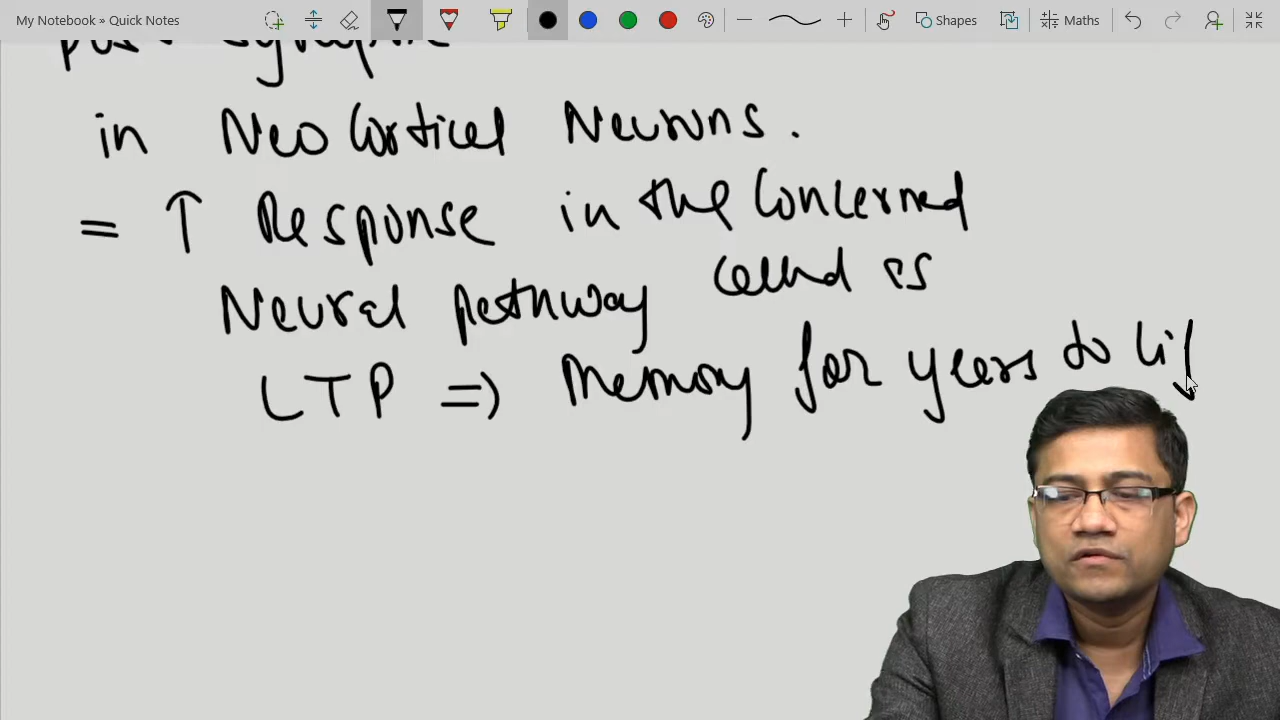 My Notebook » Quick Notes
Shapes
Maths
in Neo Cortical Neurons.
= ↑ Response in the Concerned
Neural pathway called as
LTP => Memory for years to lif